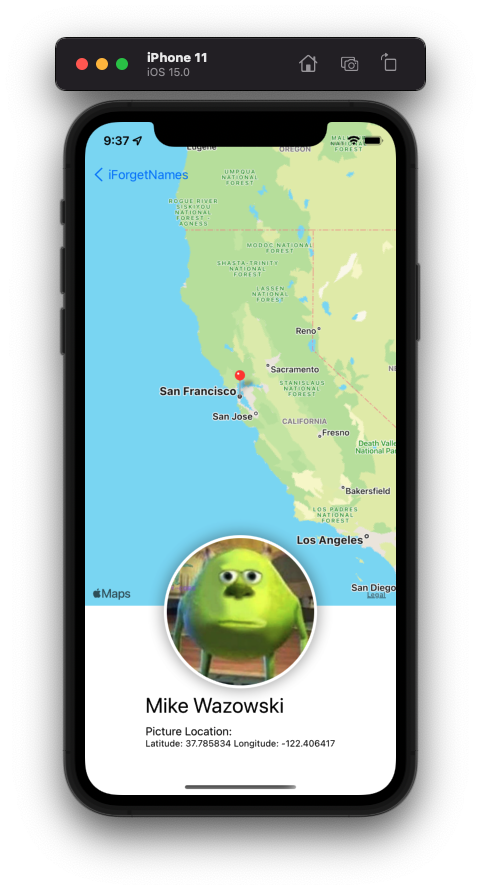 iPhone 11
iOS 15.0
9:37
Eugene
OREGON
iForgetNames
UMPQUA
NATIONAL
FOREST
ROGUE RIVER
SISKIYOU
NATIONAL
FOREST
AGNESS
MODOC NATIONAL
FOREST
SHASTA-TRINITY
NATIONAL
FOREST
LASSEN
NATIONAL
FOREST
Reno
Sacramento
STANISLAUS
NATIONAL
FOREST
San Francisco
San Jose
CALIFORNIA
Fresno
Death Valle
National Pa
Bakersfield
LOS PADRES
NATIONAL
FOREST
Los Angeles
San Diego
Maps
Legal
Mike Wazowski
Picture Location:
Latitude: 37.785834 Longitude: -122.406417